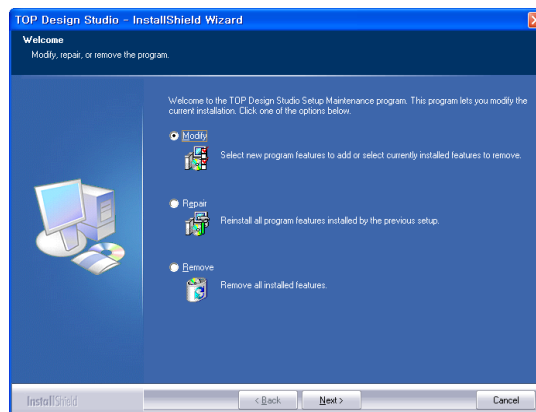 TOP Design Studio - InstallShield Wizard
Welcome
Modify, repair, or remove the program.
Welcome to the TOP Design Studio Setup Maintenance program. This program lets you modify the
current installation. Click one of the options below.
Modify
Select new program features to add or select currently installed features to remove.
Repair
Reinstall all program features installed by the previous setup.
Remove
Remove all installed features.
InstallShield
< Back
Next >
Cancel